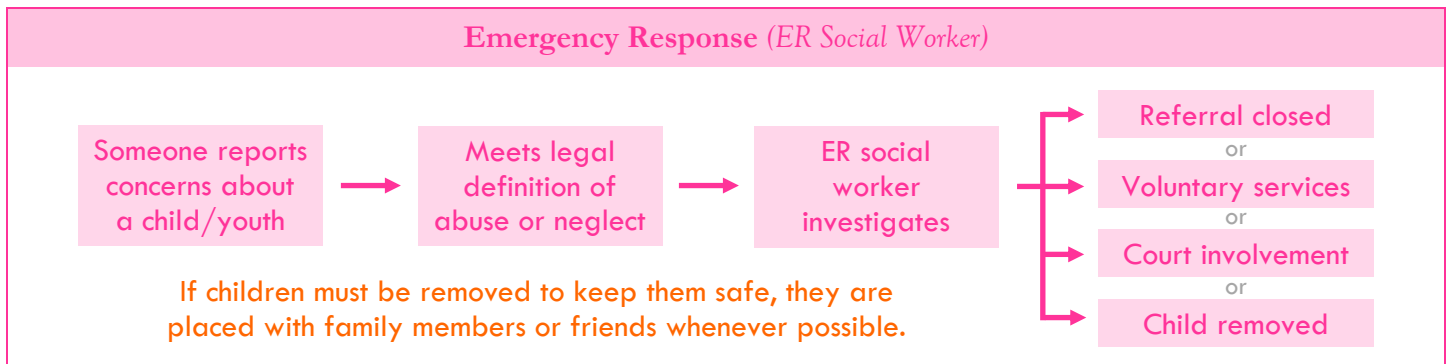 Emergency Response (ER Social Worker)
Someone reports
concerns about
a child/youth
Meets legal
definition of
abuse or neglect
ER social
worker
investigates
Referral closed
or
Voluntary services
or
Court involvement
or
Child removed
If children must be removed to keep them safe, they are
placed with family members or friends whenever possible.